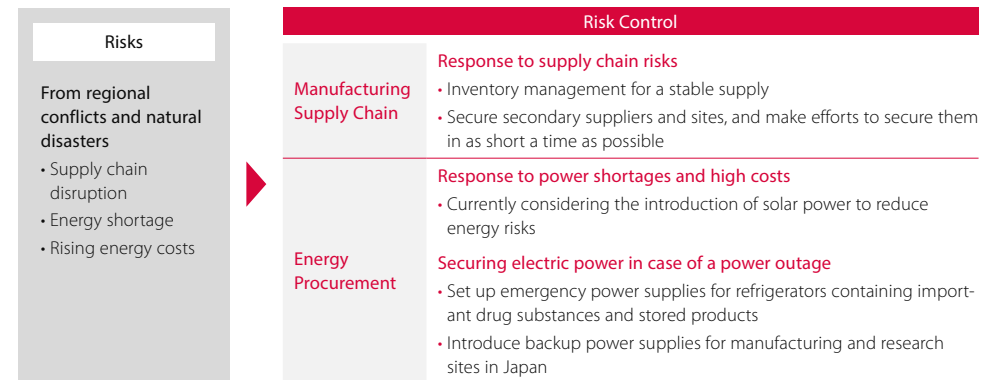 Risks
From regional
conflicts and natural
disasters
• Supply chain
disruption
• Energy shortage
• Rising energy costs
Risk Control
Manufacturing
Supply Chain
Response to supply chain risks
• Inventory management for a stable supply
• Secure secondary suppliers and sites, and make efforts to secure them
in as short a time as possible
Energy
Procurement
Response to power shortages and high costs
• Currently considering the introduction of solar power to reduce
energy risks
Securing electric power in case of a power outage
• Set up emergency power supplies for refrigerators containing import-
ant drug substances and stored products
• Introduce backup power supplies for manufacturing and research
sites in Japan